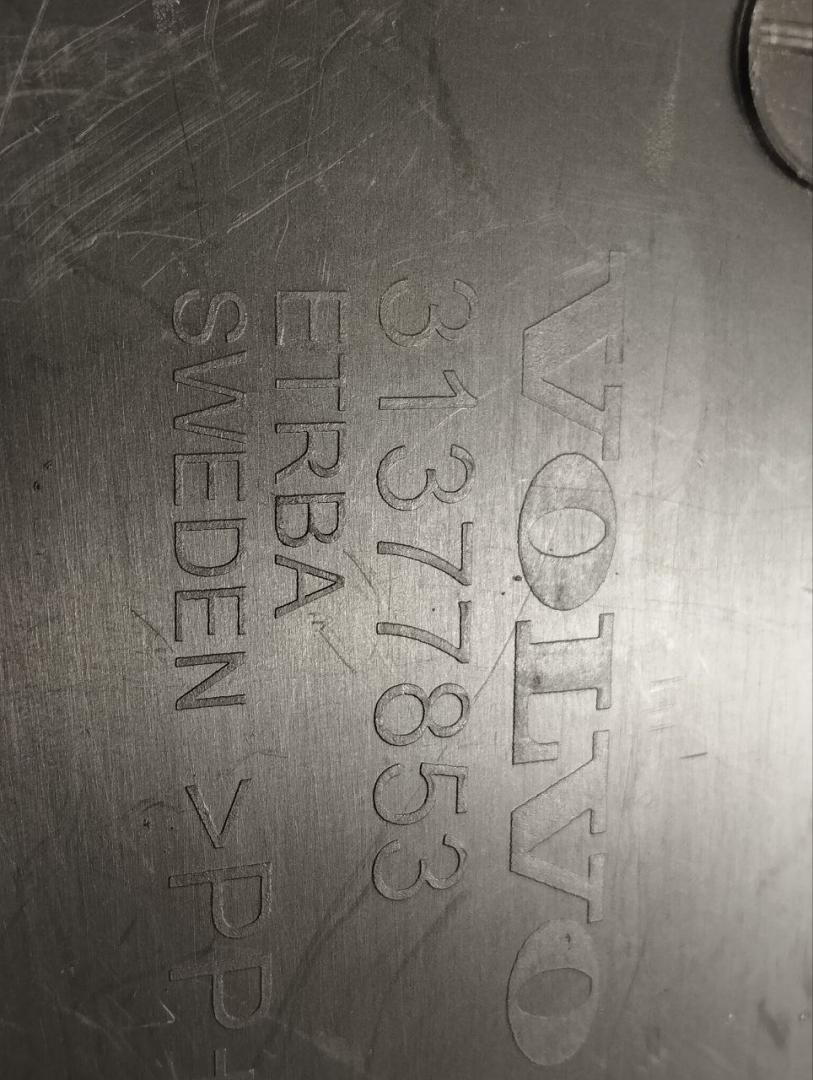 VOLVO
31377853
ETRBA
SWEDEN >PP-